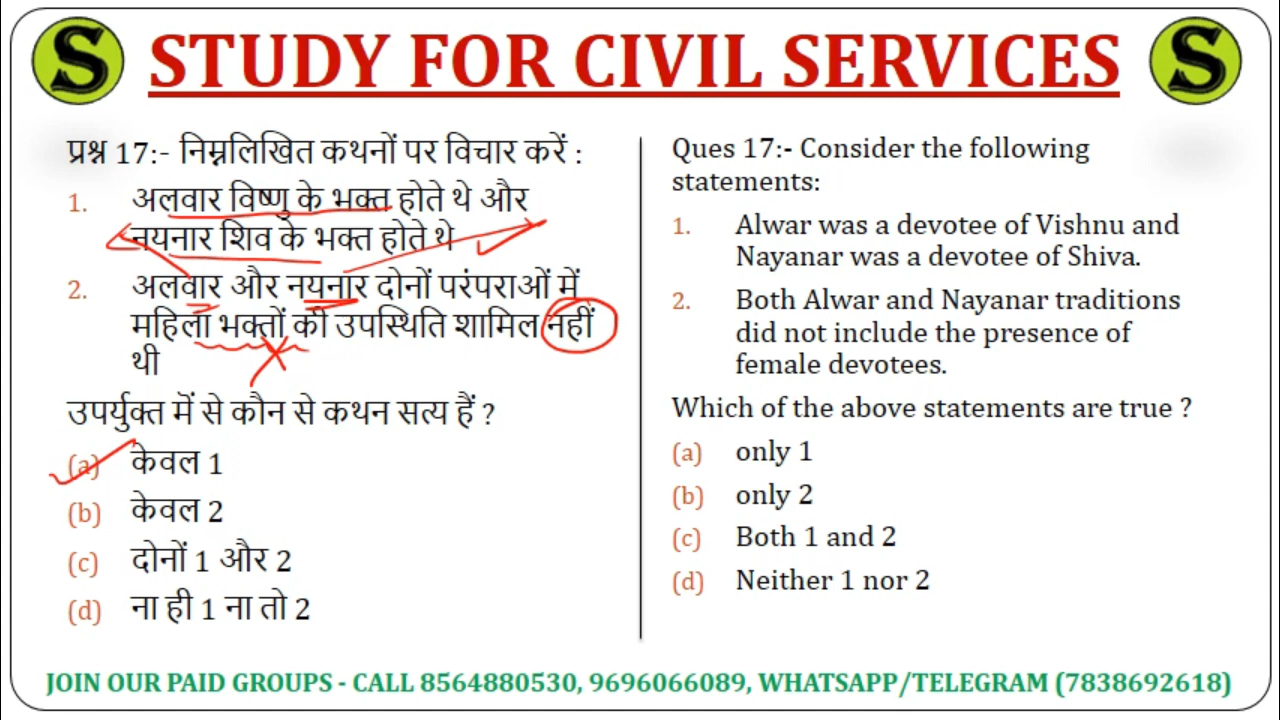 S STUDY FOR CIVIL SERVICES S
प्रश्न 17:- निम्नलिखित कथनों पर विचार करें :
1. अलवार विष्णु के भक्त होते थे और
नयनार शिव के भक्त होते थे
2. अलवार और नयनार दोनों परंपराओं में
महिला भक्तों की उपस्थिति शामिल नहीं
थी
उपर्युक्त में से कौन से कथन सत्य हैं ?
(a) केवल 1
(b) केवल 2
(c) दोनों 1 और 2
(d) ना ही 1 ना तो 2
Ques 17:- Consider the following
statements:
1. Alwar was a devotee of Vishnu and
Nayanar was a devotee of Shiva.
2. Both Alwar and Nayanar traditions
did not include the presence of
female devotees.
Which of the above statements are true ?
(a) only 1
(b) only 2
(c) Both 1 and 2
(d) Neither 1 nor 2
JOIN OUR PAID GROUPS - CALL 8564880530, 9696066089, WHATSAPP/TELEGRAM (7838692618)